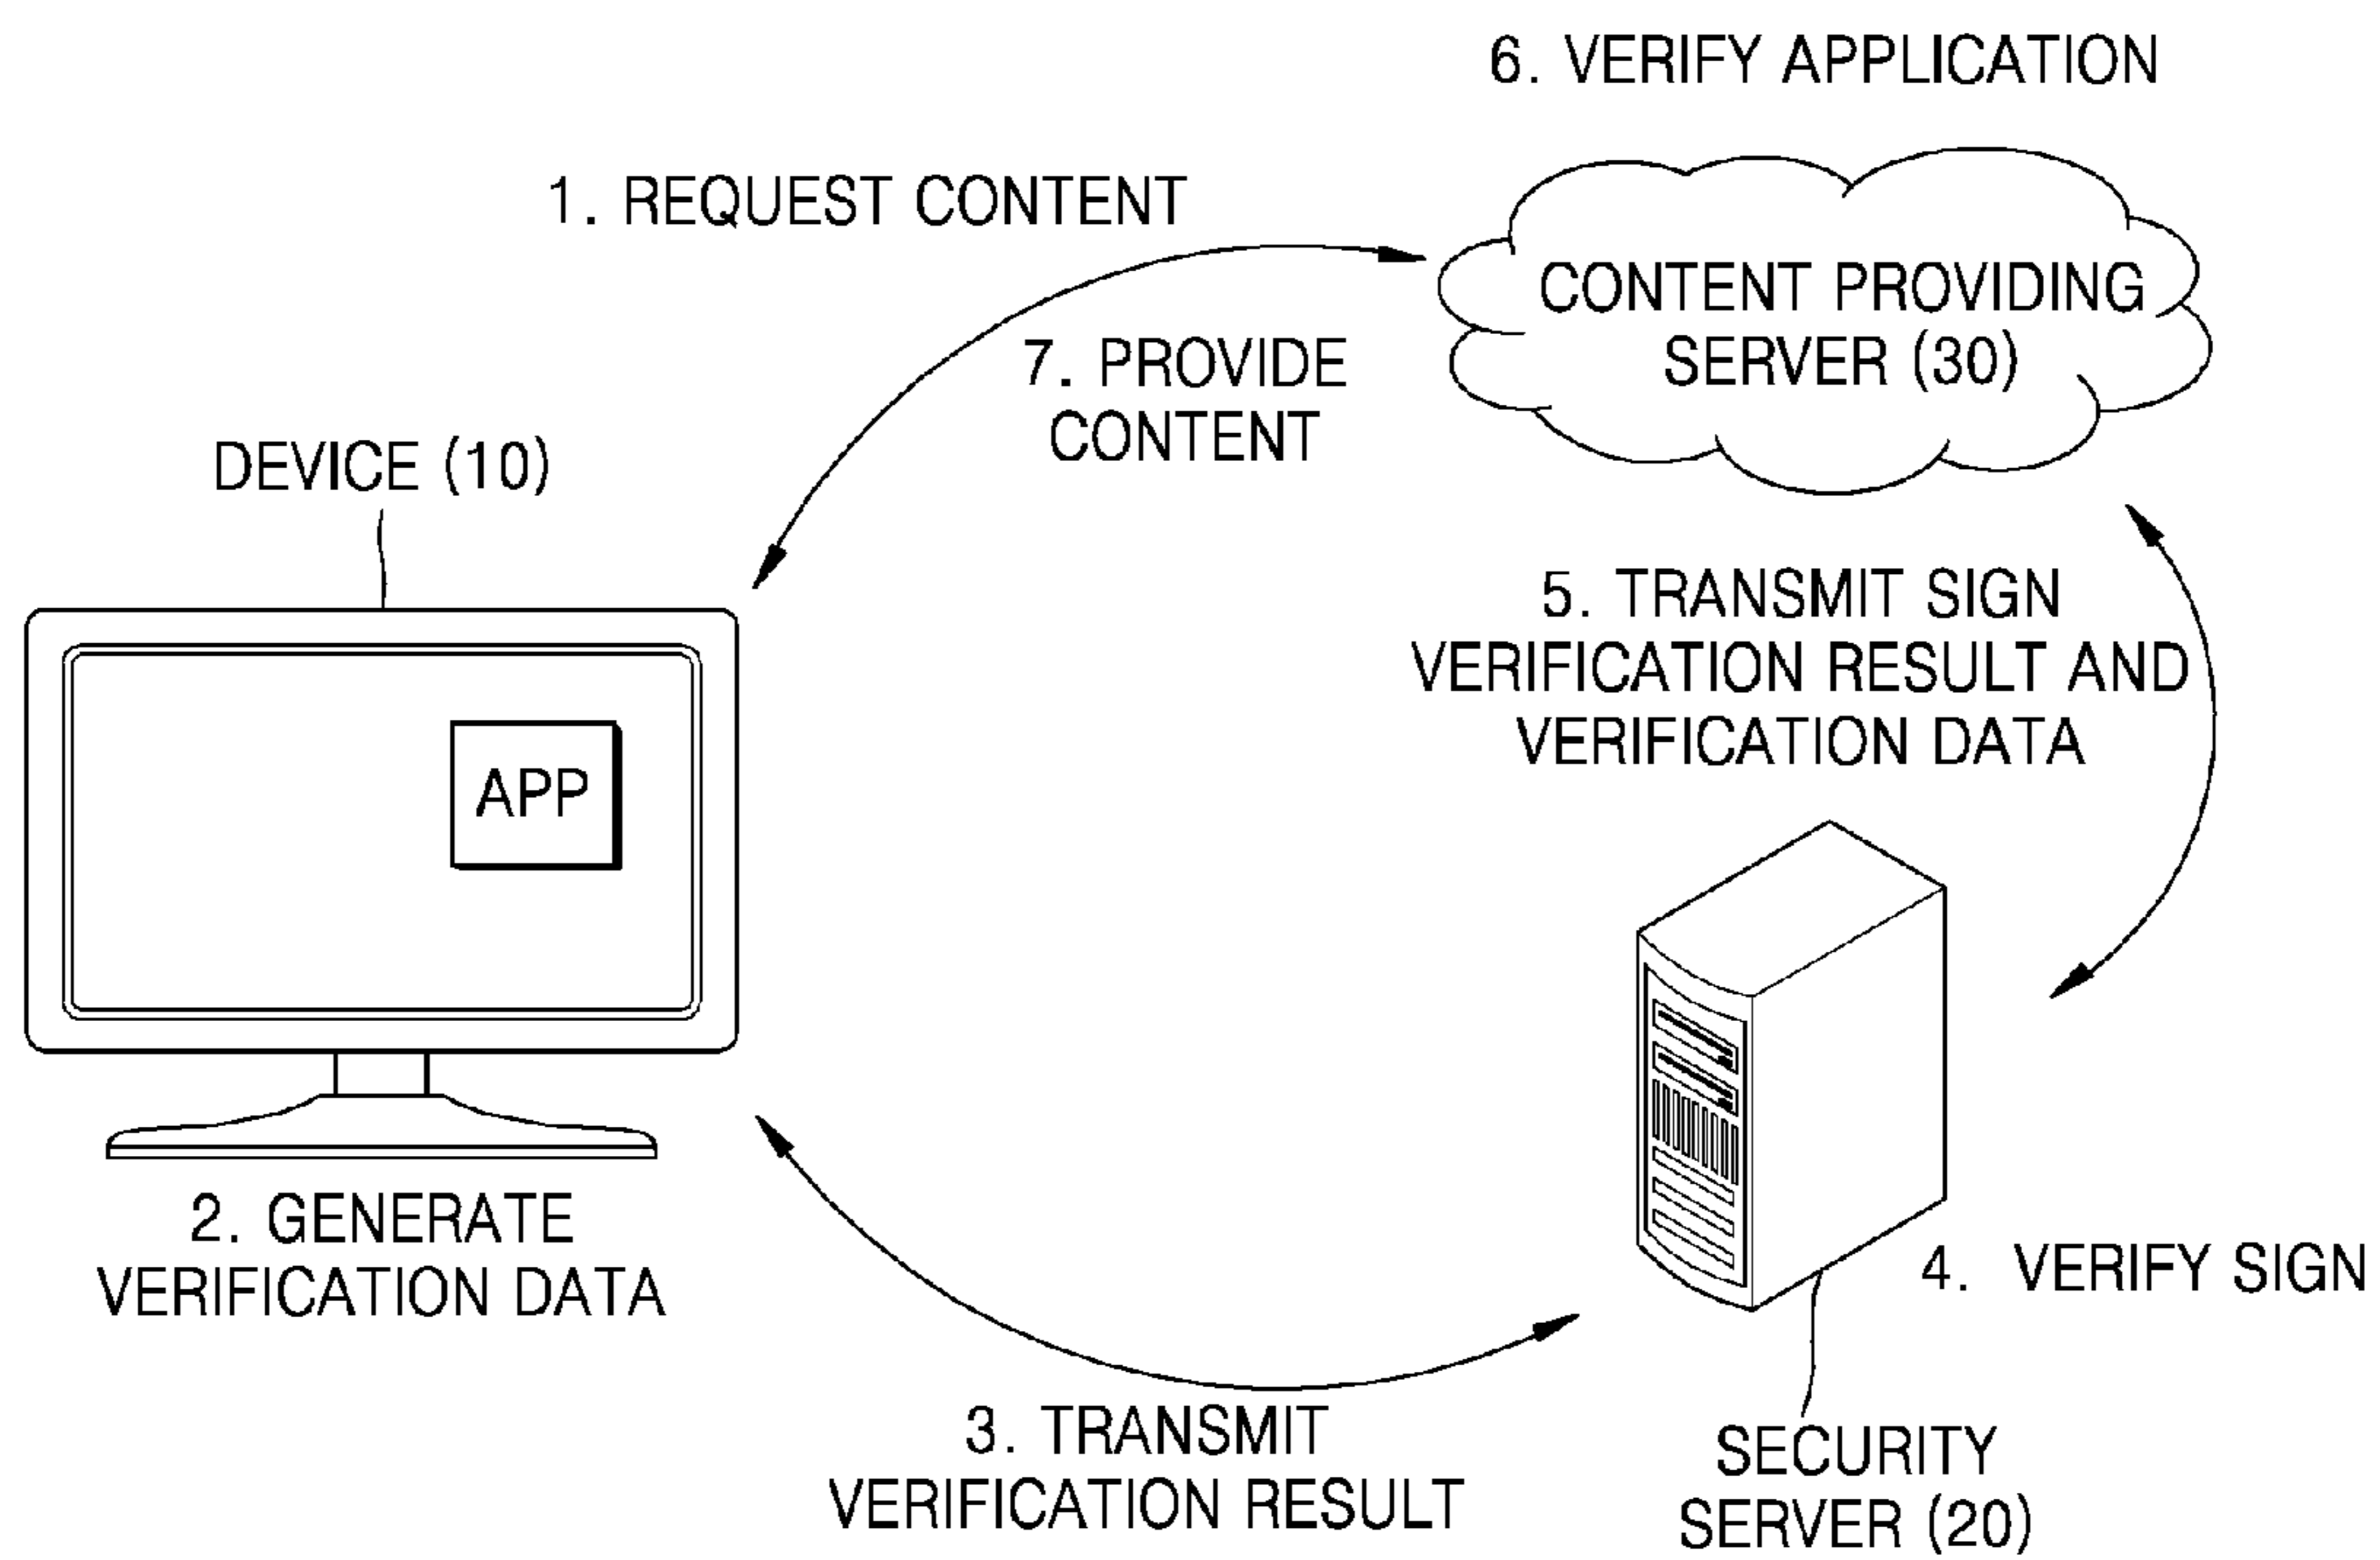 6. VERIFY APPLICATION
1. REQUEST CONTENT
CONTENT PROVIDING
SERVER (30)
7. PROVIDE
CONTENT
DEVICE (10)
5. TRANSMIT SIGN
VERIFICATION RESULT AND
VERIFICATION DATA
APP
2. GENERATE
VERIFICATION DATA
4. VERIFY SIGN
3. TRANSMIT
VERIFICATION RESULT
SECURITY
SERVER (20)